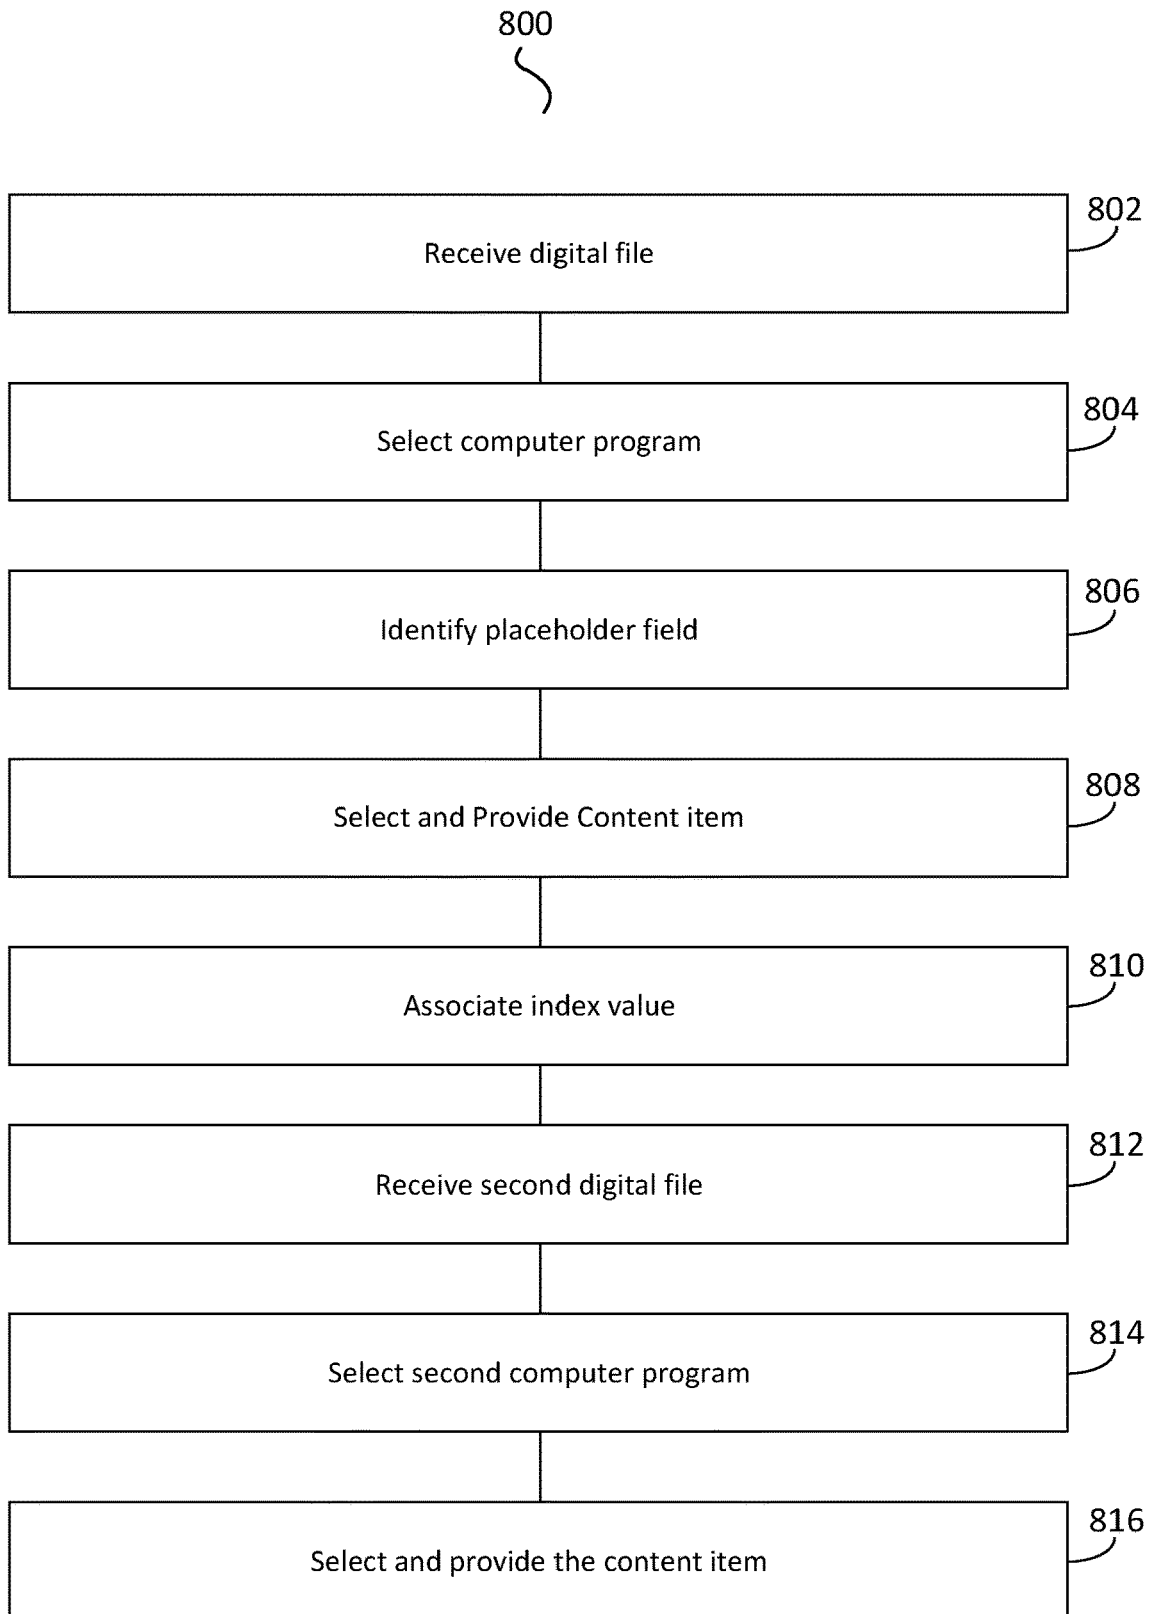 800
802
Receive digital file
804
Select computer program
806
Identify placeholder field
808
Select and Provide Content item
810
Associate index value
812
Receive second digital file
814
Select second computer program
816
Select and provide the content item